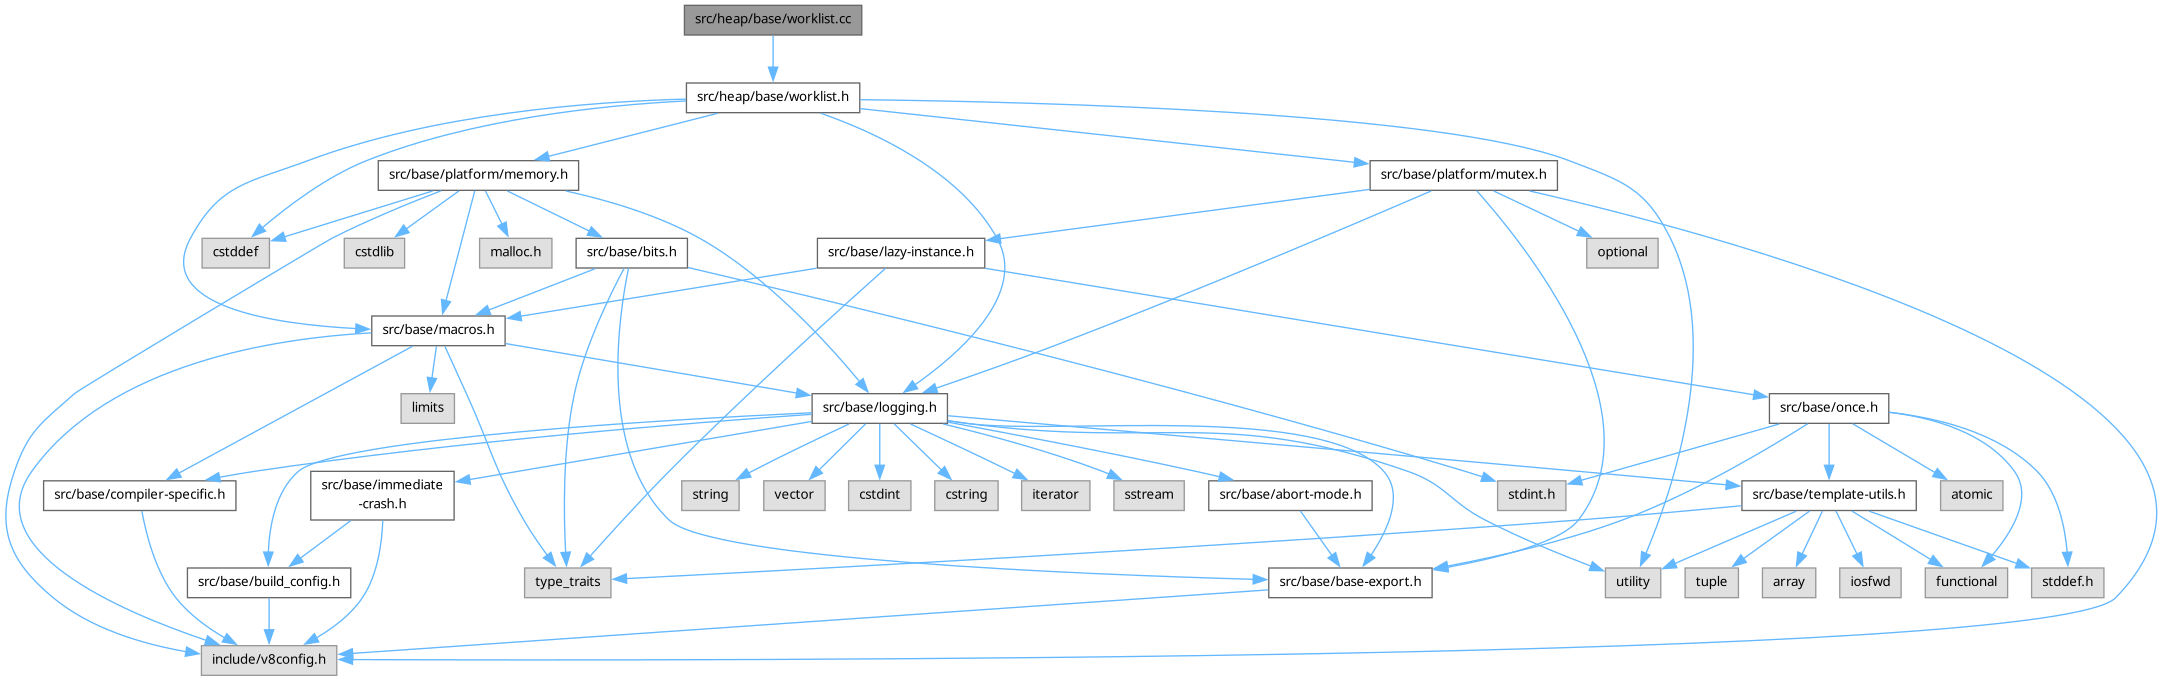 src/heap/base/worklist.cc
src/heap/base/worklist.h
src/base/platform/memory.h
src/base/platform/mutex.h
cstddef
cstdlib
malloc.h
src/base/bits.h
src/base/lazy-instance.h
optional
src/base/macros.h
limits
src/base/logging.h
src/base/once.h
src/base/compiler-specific.h
src/base/immediate
-crash.h
string
vector
cstdint
cstring
iterator
sstream
src/base/abort-mode.h
stdint.h
src/base/template-utils.h
atomic
src/base/build_config.h
type_traits
src/base/base-export.h
utility
tuple
array
iosfwd
functional
stddef.h
include/v8config.h